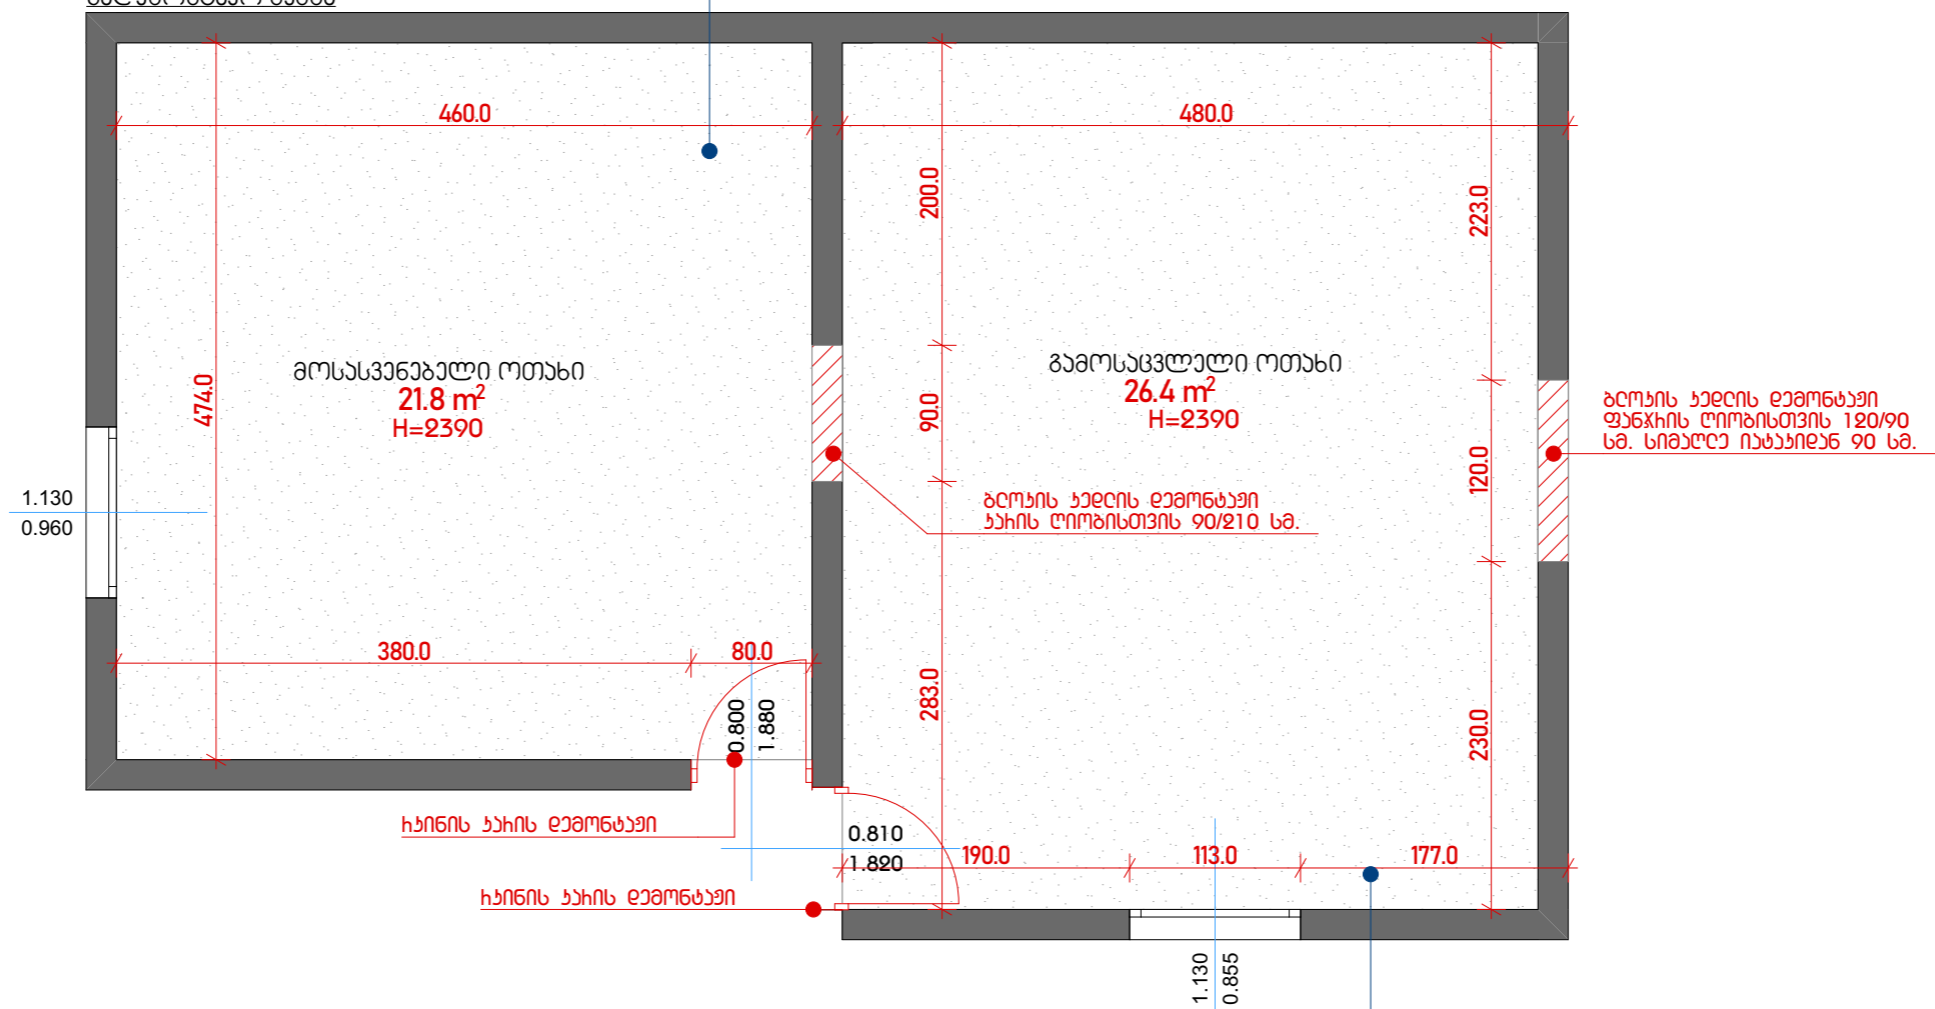 460.0
480.0
200.0
223.0
მოსასვენებელი ოთახი
21.8 m²
H=2390
474.0
გამოსაცვლელი ოთახი
26.4 m²
H=2390
90.0
120.0
ბლოკის კედლის დემონტაჟი
ფანჯრის ღიობისთვის 120/90
სმ. სიმაღლე იატაკიდან 90 სმ.
1.130
0.960
ბლოკის კედლის დემონტაჟი
კარის ღიობისთვის 90/210 სმ.
380.0
80.0
0.800
1.880
283.0
230.0
რკინის კარის დემონტაჟი
0.810
1.820
190.0
113.0
177.0
რკინის კარის დემონტაჟი
1.130
0.855